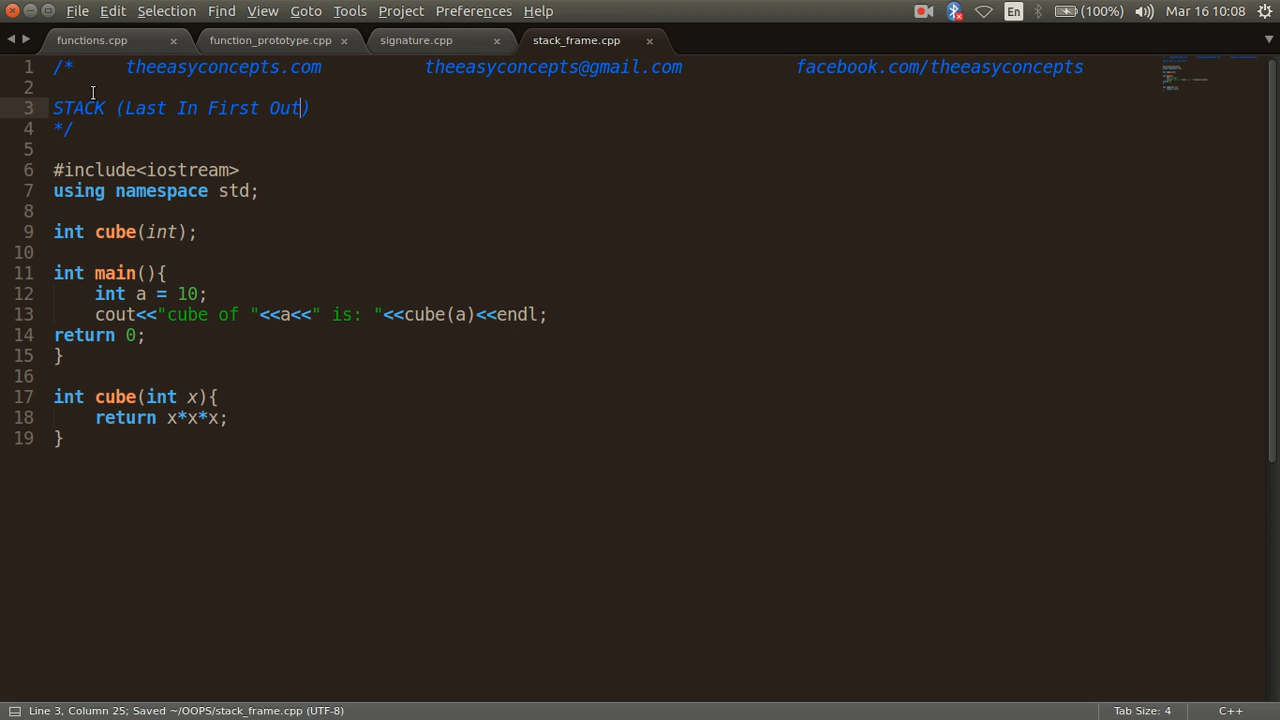 File Edit Selection Find View Goto Tools Project Preferences Help En (100%) Mar 16 10:08
functions.cpp function_prototype.cpp signature.cpp stack_frame.cpp
1 /* theeasyconcepts.com theeasyconcepts@gmail.com facebook.com/theeasyconcepts
2
3 STACK (Last In First Out)
4 */
5
6 #include<iostream>
7 using namespace std;
8
9 int cube(int);
10
11 int main(){
12 int a = 10;
13 cout<<"cube of "<<a<<" is: "<<cube(a)<<endl;
14 return 0;
15 }
16
17 int cube(int x){
18 return x*x*x;
19 }
Line 3, Column 25; Saved ~/OOPS/stack_frame.cpp (UTF-8) Tab Size: 4 C++